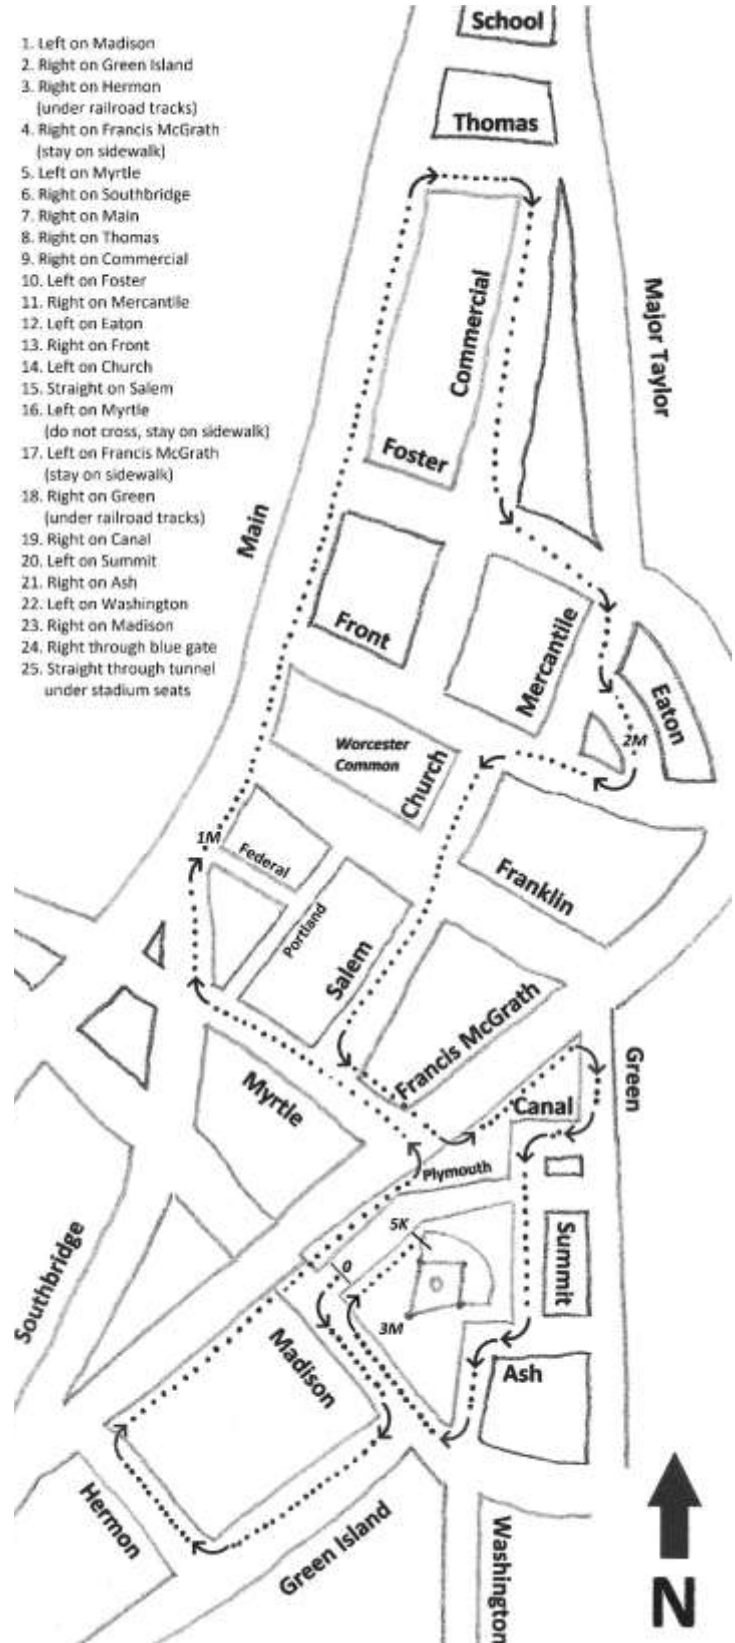 1. Left on Madison
2. Right on Green Island
3. Right on Hermon
(under railroad tracks)
4. Right on Francis McGrath
(stay on sidewalk)
5. Left on Myrtle
6. Right on Southbridge
7. Right on Main
8. Right on Thomas
9. Right on Commercial
10. Left on Foster
11. Right on Mercantile
12. Left on Eaton
13. Right on Front
14. Left on Church
15. Straight on Salem
16. Left on Myrtle
(do not cross, stay on sidewalk)
17. Left on Francis McGrath
(stay on sidewalk)
18. Right on Green
(under railroad tracks)
19. Right on Canal
20. Left on Summit
21. Right on Ash
22. Left on Washington
23. Right on Madison
24. Right through blue gate
25. Straight through tunnel
under stadium seats
School
Thomas
Commercial
Major Taylor
Foster
Main
Front
Mercantile
Eaton
2M
Worcester
Common
Church
1M
Federal
Franklin
Portland
Salem
Francis McGrath
Myrtle
Green
Canal
Plymouth
5K
0
Summit
Southbridge
3M
Madison
Ash
Hermon
Green Island
Washington
N